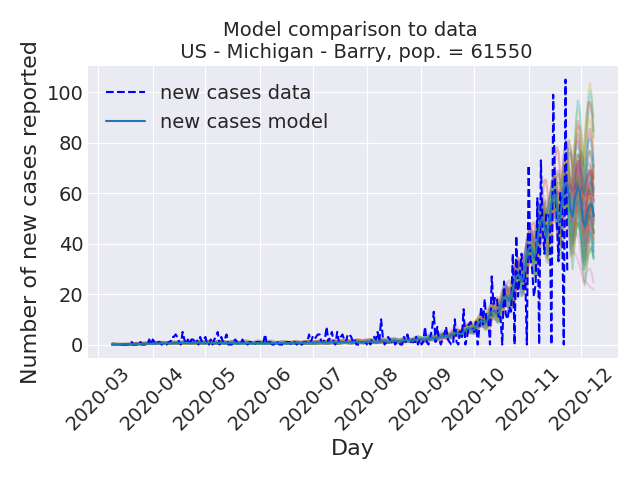 Model comparison to data
US - Michigan - Barry, pop. = 61550
Number of new cases reported
100
80
60
40
20
0
new cases data
new cases model
2020-03
2020-04
2020-05
2020-06
2020-07
2020-08
2020-09
2020-10
2020-11
2020-12
Day